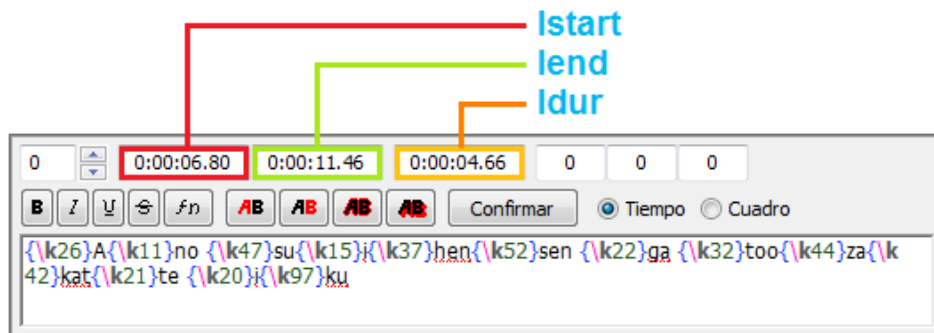 lstart
lend
ldur
0 0:00:06.80 0:00:11.46 0:00:04.66 0 0 0
B I U S fn AB AB AB AB Confirmar Tiempo Cuadro
{\k26}A{\k11}no {\k47}su{\k15}i{\k37}hen{\k52}sen {\k22}ga {\k32}too{\k44}za{\k
42}kat{\k21}te {\k20}i{\k97}ku